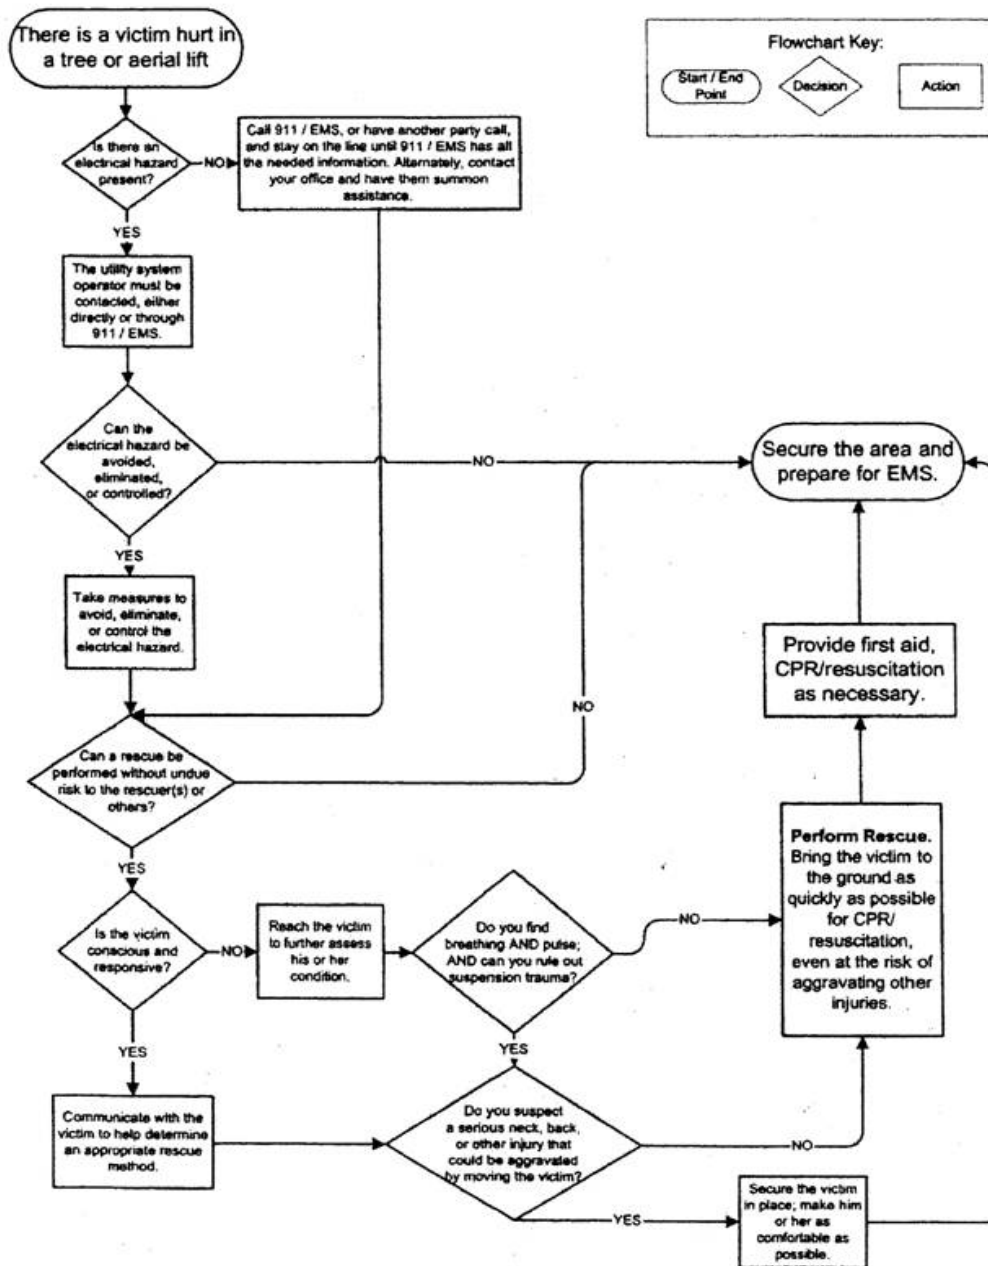 There is a victim hurt in
a tree or aerial lift
Flowchart Key:
Start / End
Point
Decision
Action
Is there an
electrical hazard
present?
NO
Call 911 / EMS, or have another party call,
and stay on the line until 911 / EMS has all
the needed information. Alternately, contact
your office and have them summon
assistance.
YES
The utility system
operator must be
contacted, either
directly or through
911 / EMS.
Can the
electrical hazard be
avoided,
eliminated,
or controlled?
NO
Secure the area and
prepare for EMS.
YES
Take measures to
avoid, eliminate,
or control the
electrical hazard.
Provide first aid,
CPR/resuscitation
as necessary.
NO
Can a rescue be
performed without undue
risk to the rescuer(s) or
others?
YES
Perform Rescue.
Bring the victim to
the ground as
quickly as possible
for CPR/
resuscitation,
even at the risk of
aggravating other
injuries.
Is the victim
conscious and
responsive?
NO
Reach the victim
to further assess
his or her
condition.
Do you find
breathing AND pulse;
AND can you rule out
suspension trauma?
NO
YES
YES
Communicate with the
victim to help determine
an appropriate rescue
method.
Do you suspect
a serious neck, back,
or other injury that
could be aggravated
by moving the victim?
NO
YES
Secure the victim
in place; make him
or her as
comfortable as
possible.